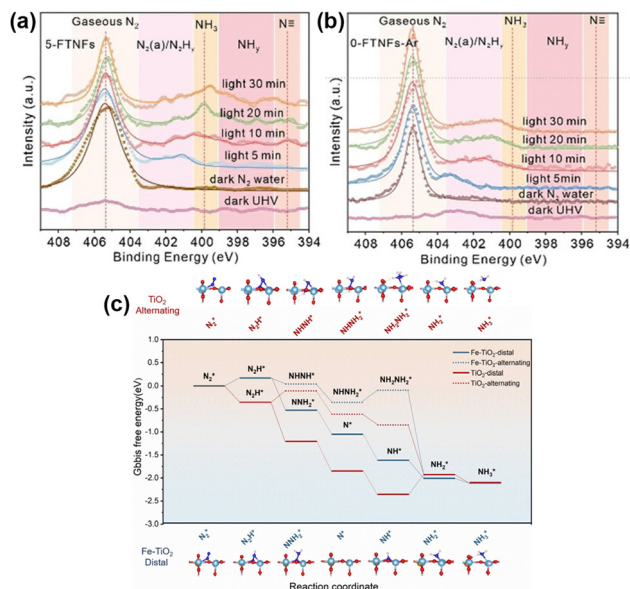 (a)
Gaseous N₂
5-FTNFs
N₂(a)/N₂Hᵧ
NH₃
NHᵧ
N≡
light 30 min
light 20 min
light 10 min
light 5 min
dark N₂ water
dark UHV
Intensity (a.u.)
408 406 404 402 400 398 396 394
Binding Energy (eV)
(b)
Gaseous N₂
0-FTNFs-Ar
N₂(a)/N₂Hᵧ
NHᵧ
NHᵧ
N≡
light 30 min
light 20 min
light 10 min
light 5min
dark N₂ water
dark UHV
Intensity (a.u.)
408 406 404 402 400 398 396 394
Binding Energy (eV)
(c)
TiO₂
Alternating
N₂* N₂H* NHNH* NHNH₂* NH₂NH₂* NH₂* NH₃*
Gbbis free energy(eV)
1.0
0.5
0.0
-0.5
-1.0
-1.5
-2.0
-2.5
-3.0
Fe-TiO₂-distal
Fe-TiO₂-alternating
TiO₂-distal
TiO₂-alternating
N₂*
N₂H*
NHNH*
N₂H*
NNH₂*
NHNH₂*
NH₂NH₂*
N*
NH*
NH₂*
NH₃*
Fe-TiO₂
Distal
N₂* N₂H* NNH₂* N* NH* NH₂* NH₃*
Reaction coordinate